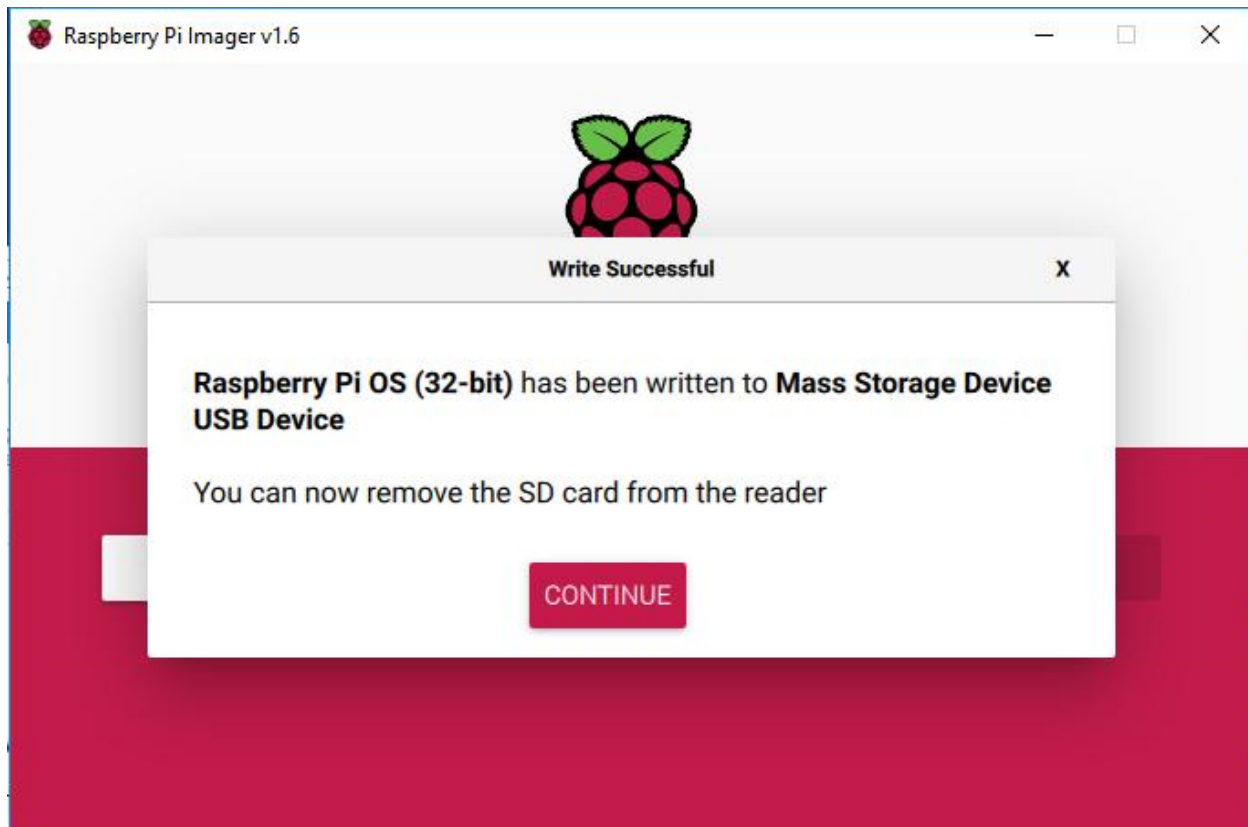 Raspberry Pi Imager v1.6
Write Successful
X
Raspberry Pi OS (32-bit) has been written to Mass Storage Device
USB Device
You can now remove the SD card from the reader
CONTINUE